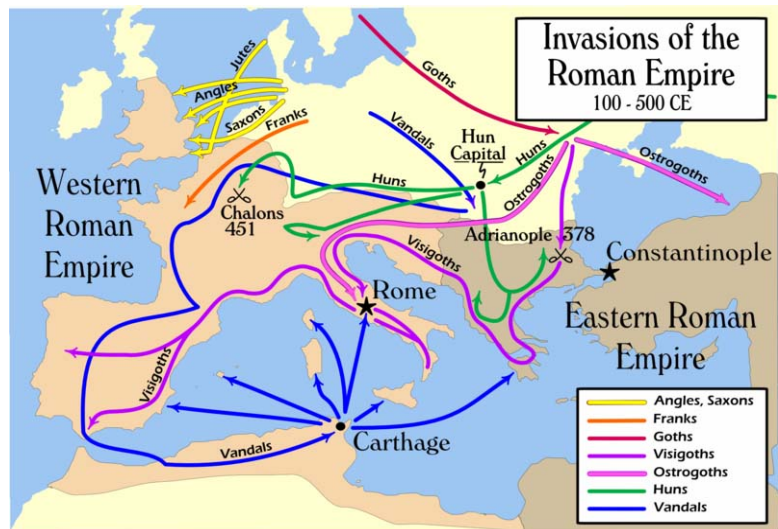 Invasions of the
Roman Empire
100 - 500 CE
Jutes
Angles
Saxons
Franks
Goths
Vandals
Hun
Capital
Huns
Ostrogoths
Ostrogoths
Huns
Western
Roman
Empire
Chalons
451
Adrianople 378
Visigoths
Constantinople
Rome
Eastern Roman
Empire
Visigoths
Vandals
Carthage
Angles, Saxons
Franks
Goths
Visigoths
Ostrogoths
Huns
Vandals